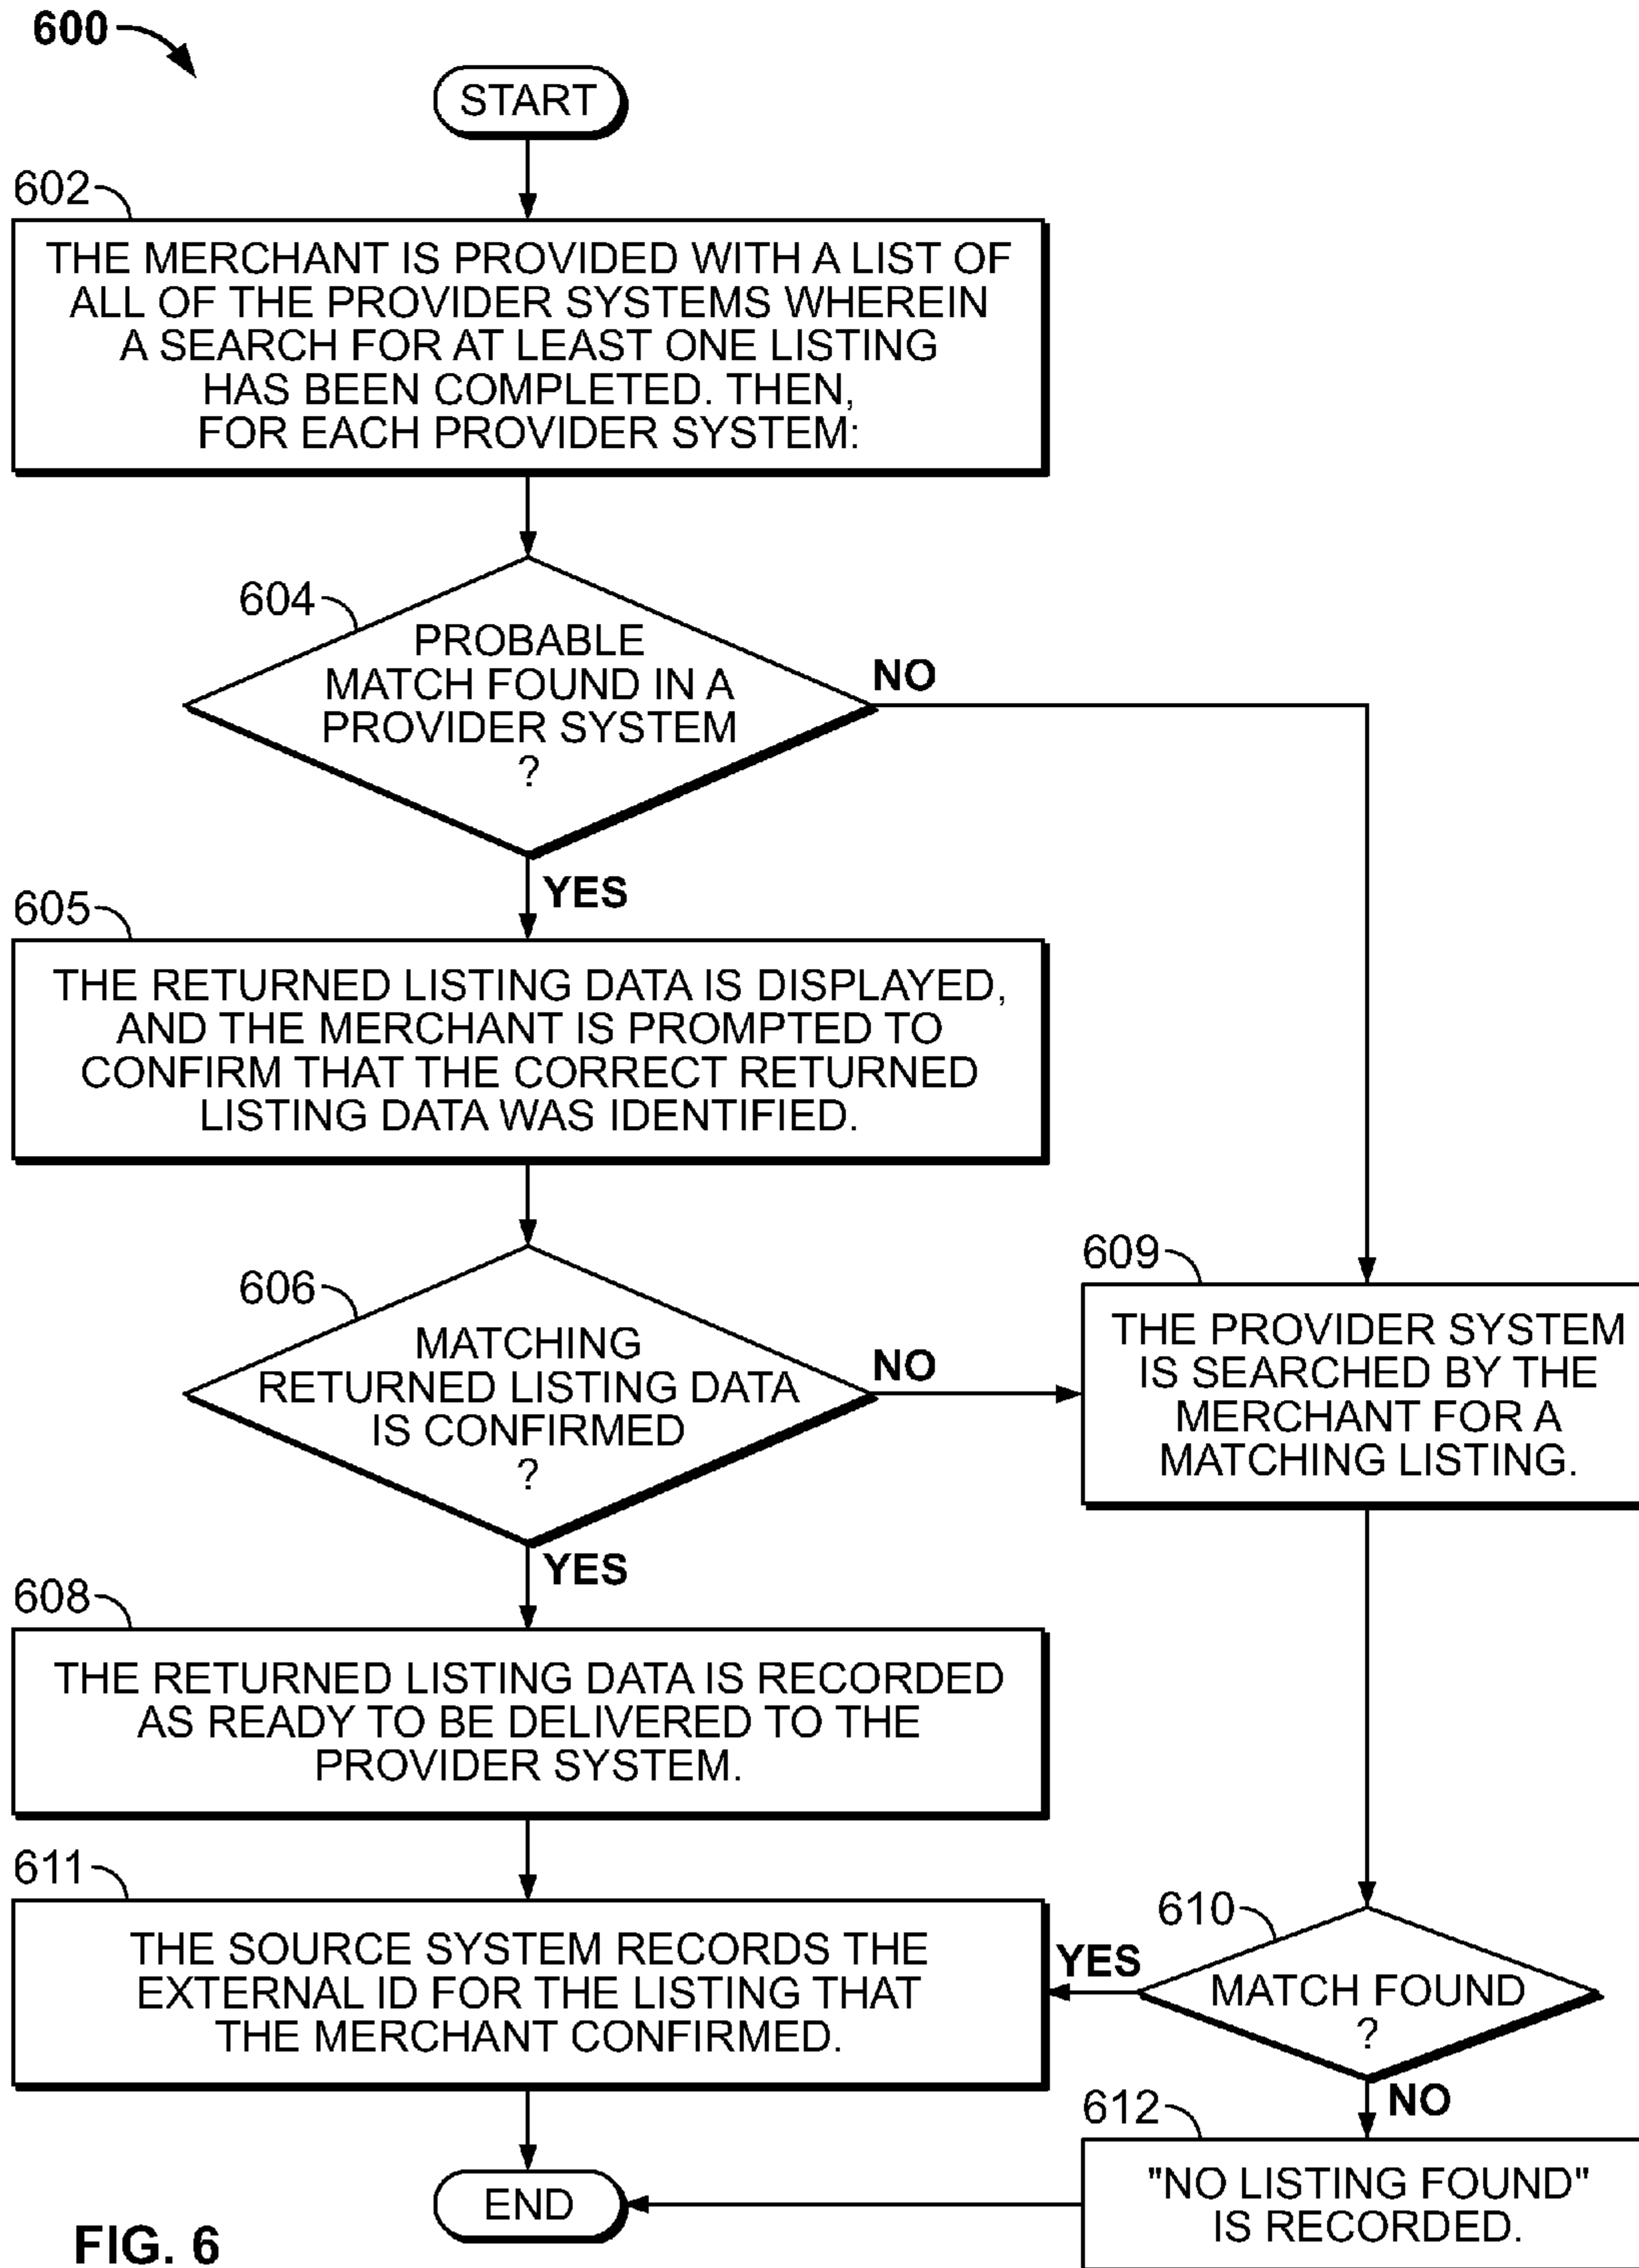 600
START
602
THE MERCHANT IS PROVIDED WITH A LIST OF
ALL OF THE PROVIDER SYSTEMS WHEREIN
A SEARCH FOR AT LEAST ONE LISTING
HAS BEEN COMPLETED. THEN,
FOR EACH PROVIDER SYSTEM:
604
PROBABLE
MATCH FOUND IN A
PROVIDER SYSTEM
?
NO
YES
605
THE RETURNED LISTING DATA IS DISPLAYED,
AND THE MERCHANT IS PROMPTED TO
CONFIRM THAT THE CORRECT RETURNED
LISTING DATA WAS IDENTIFIED.
606
MATCHING
RETURNED LISTING DATA
IS CONFIRMED
?
NO
609
THE PROVIDER SYSTEM
IS SEARCHED BY THE
MERCHANT FOR A
MATCHING LISTING.
YES
608
THE RETURNED LISTING DATA IS RECORDED
AS READY TO BE DELIVERED TO THE
PROVIDER SYSTEM.
611
THE SOURCE SYSTEM RECORDS THE
EXTERNAL ID FOR THE LISTING THAT
THE MERCHANT CONFIRMED.
610
YES
MATCH FOUND
?
NO
612
"NO LISTING FOUND"
IS RECORDED.
END
FIG. 6